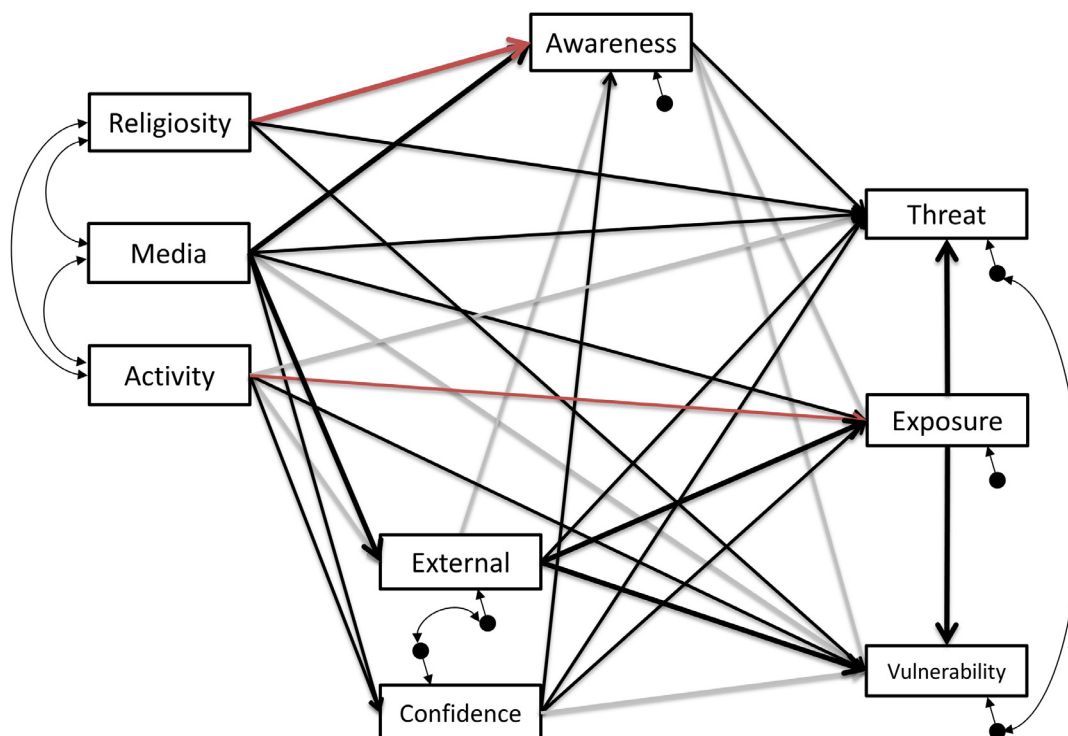 Awareness
Religiosity
Threat
Media
Activity
Exposure
External
Vulnerability
Confidence